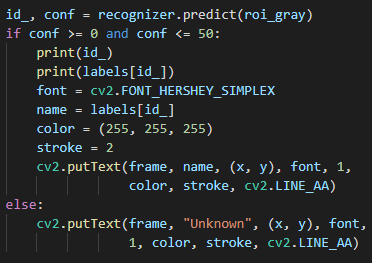 id_, conf = recognizer.predict(roi_gray)
if conf >= 0 and conf <= 50:
    print(id_)
    print(labels[id_])
    font = cv2.FONT_HERSHEY_SIMPLEX
    name = labels[id_]
    color = (255, 255, 255)
    stroke = 2
    cv2.putText(frame, name, (x, y), font, 1,
                color, stroke, cv2.LINE_AA)
else:
    cv2.putText(frame, "Unknown", (x, y), font,
                1, color, stroke, cv2.LINE_AA)